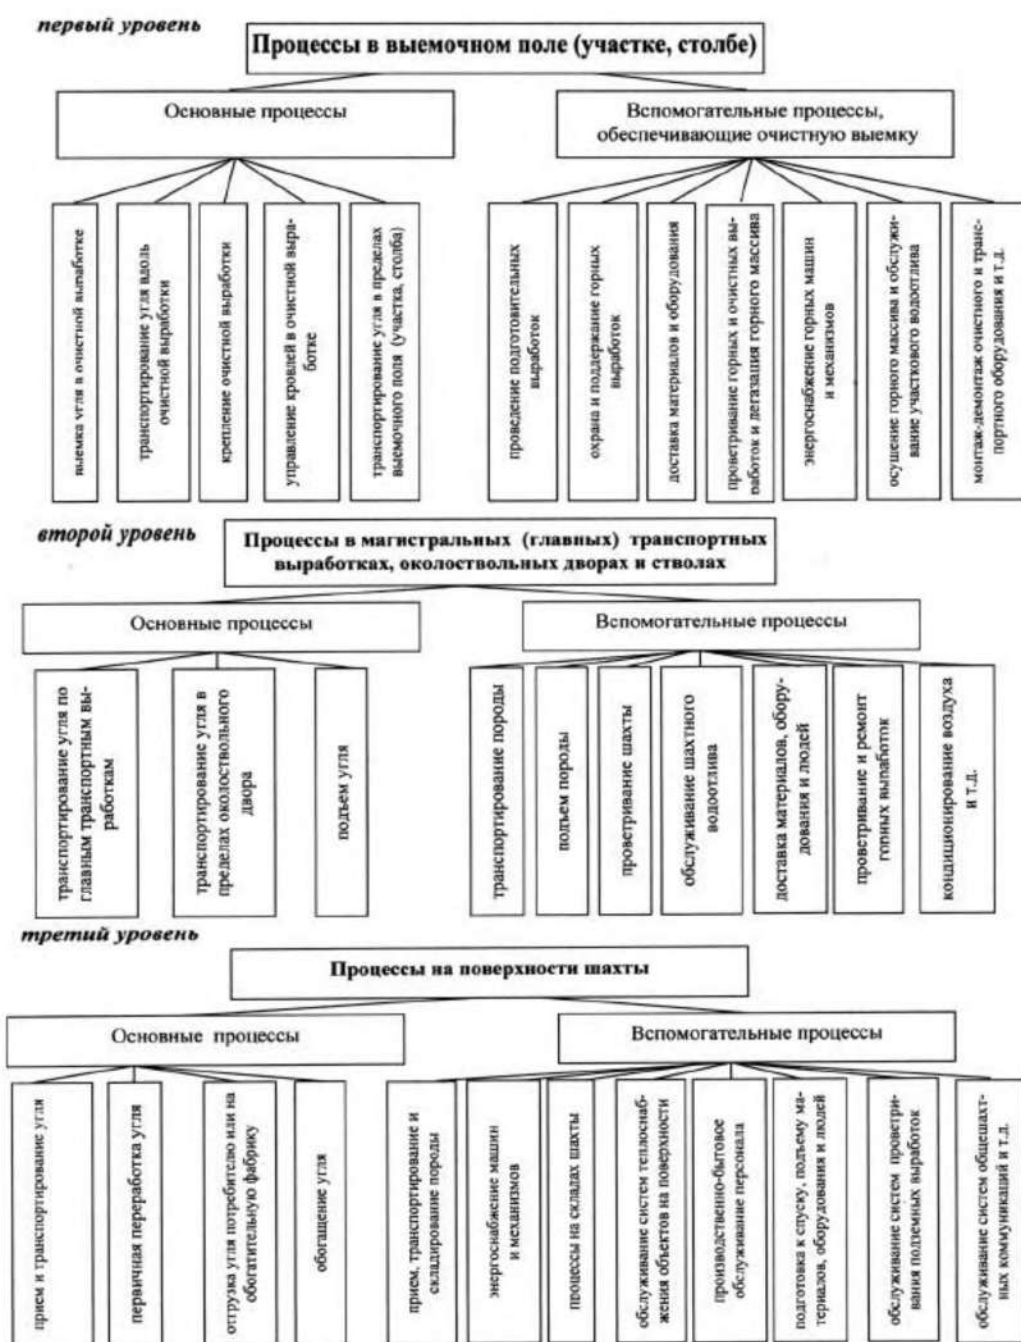 первый уровень
Процессы в выемочном поле (участке, столбе)
Основные процессы
Вспомогательные процессы,
обеспечивающие очистную выемку
выемка угля в очистной выработке
транспортирование угля вдоль
очистной выработки
крепление очистной выработки
управление кровлей в очистной выра-
ботке
транспортирование угля в пределах
выемочного поля (участка, столба)
проведение подготовительных
выработок
охрана и поддержание горных
выработок
доставка материалов и оборудования
проветривание горных и очистных вы-
работок и дегазация горного массива
энергоснабжение горных машин
и механизмов
осушение горного массива и обслужи-
вание участкового водоотлива
монтаж-демонтаж очистного и транс-
портного оборудования и т.д.
второй уровень
Процессы в магистральных (главных) транспортных
выработках, околоствольных дворах и стволах
Основные процессы
Вспомогательные процессы
транспортирование угля по
главным транспортным вы-
работкам
транспортирование угля в
пределах околоствольного
двора
подъем угля
транспортирование породы
подъем породы
проветривание шахты
обслуживание шахтного
водоотлива
доставка материалов, обору-
дования и людей
проветривание и ремонт
горных выработок
кондиционирование воздуха
и т.д.
третий уровень
Процессы на поверхности шахты
Основные процессы
Вспомогательные процессы
прием и транспортирование угля
первичная переработка угля
отгрузка угля потребителю или на
обогатительную фабрику
обогащение угля
прием, транспортирование и
складирование породы
энергоснабжение машин
и механизмов
процессы на складах шахты
обслуживание систем теплоснаб-
жения объектов на поверхности
производственно-бытовое
обслуживание персонала
подготовка к спуску, подъему ма-
териалов, оборудования и людей
обслуживание систем проветри-
вания подземных выработок
обслуживание систем общешахт-
ных коммуникаций и т.д.